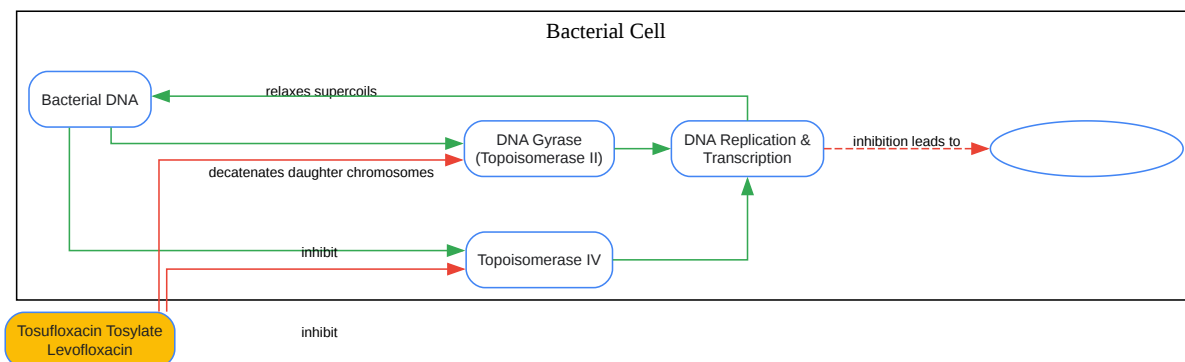 Bacterial Cell
relaxes supercoils
Bacterial DNA
DNA Gyrase
(Topoisomerase II)
DNA Replication &
Transcription
inhibition leads to
decatenates daughter chromosomes
inhibit
Topoisomerase IV
Tosufloxacin Tosylate
Levofloxacin
inhibit